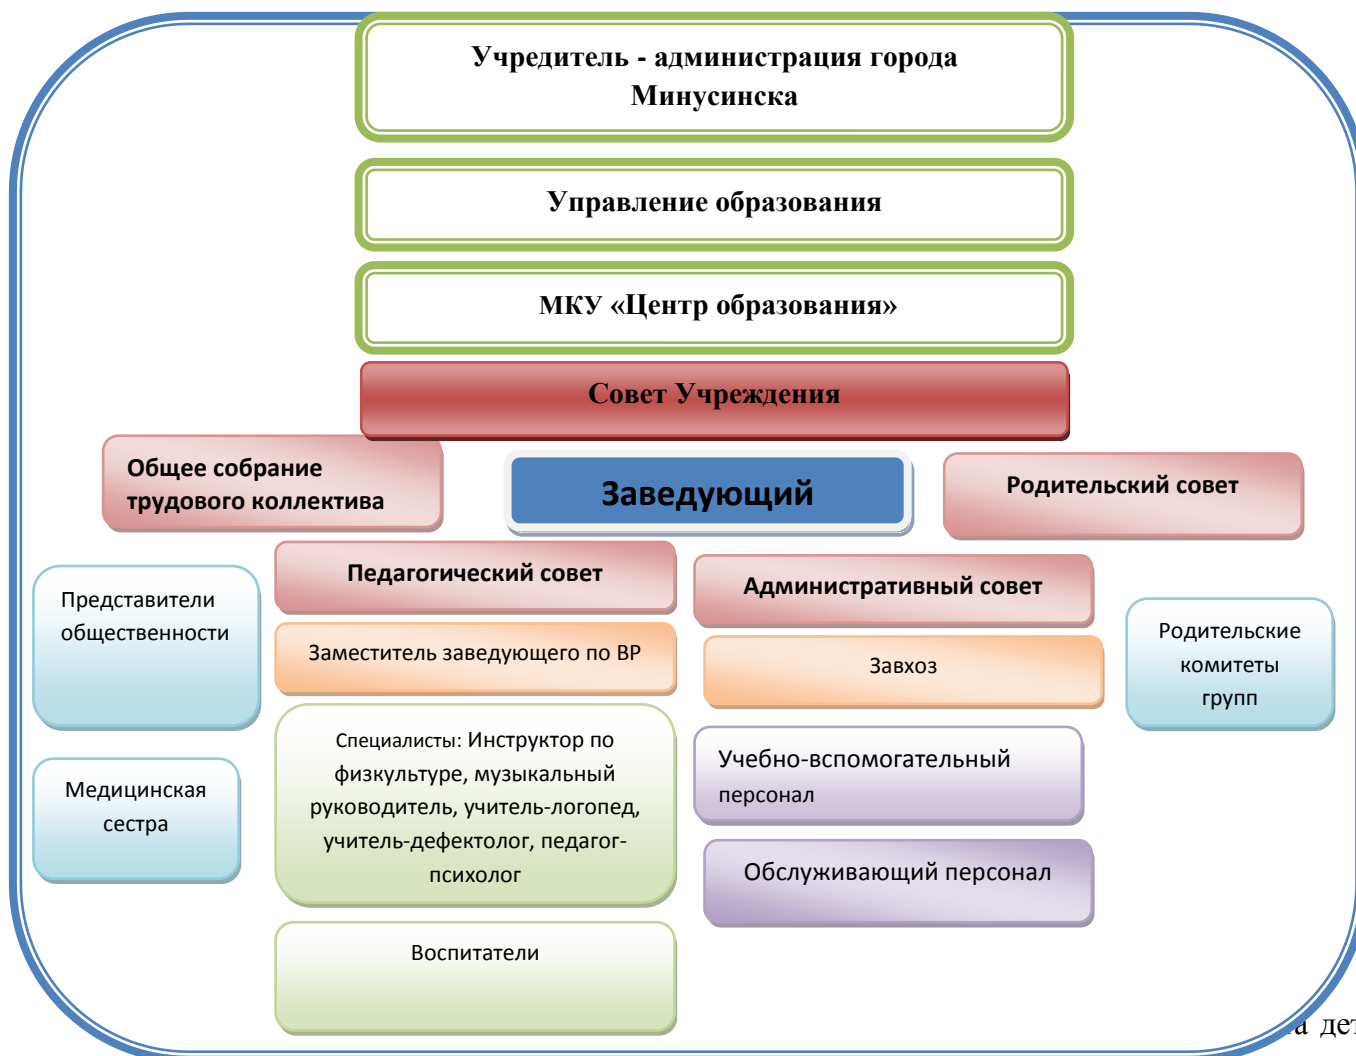 Учредитель - администрация города
Минусинска
Управление образования
МКУ «Центр образования»
Совет Учреждения
Общее собрание
трудового коллектива
Заведующий
Родительский совет
Педагогический совет
Административный совет
Представители
общественности
Заместитель заведующего по ВР
Завхоз
Родительские
комитеты
групп
Специалисты: Инструктор по
физкультуре, музыкальный
руководитель, учитель-логопед,
учитель-дефектолог, педагог-
психолог
Учебно-вспомогательный
персонал
Медицинская
сестра
Обслуживающий персонал
Воспитатели